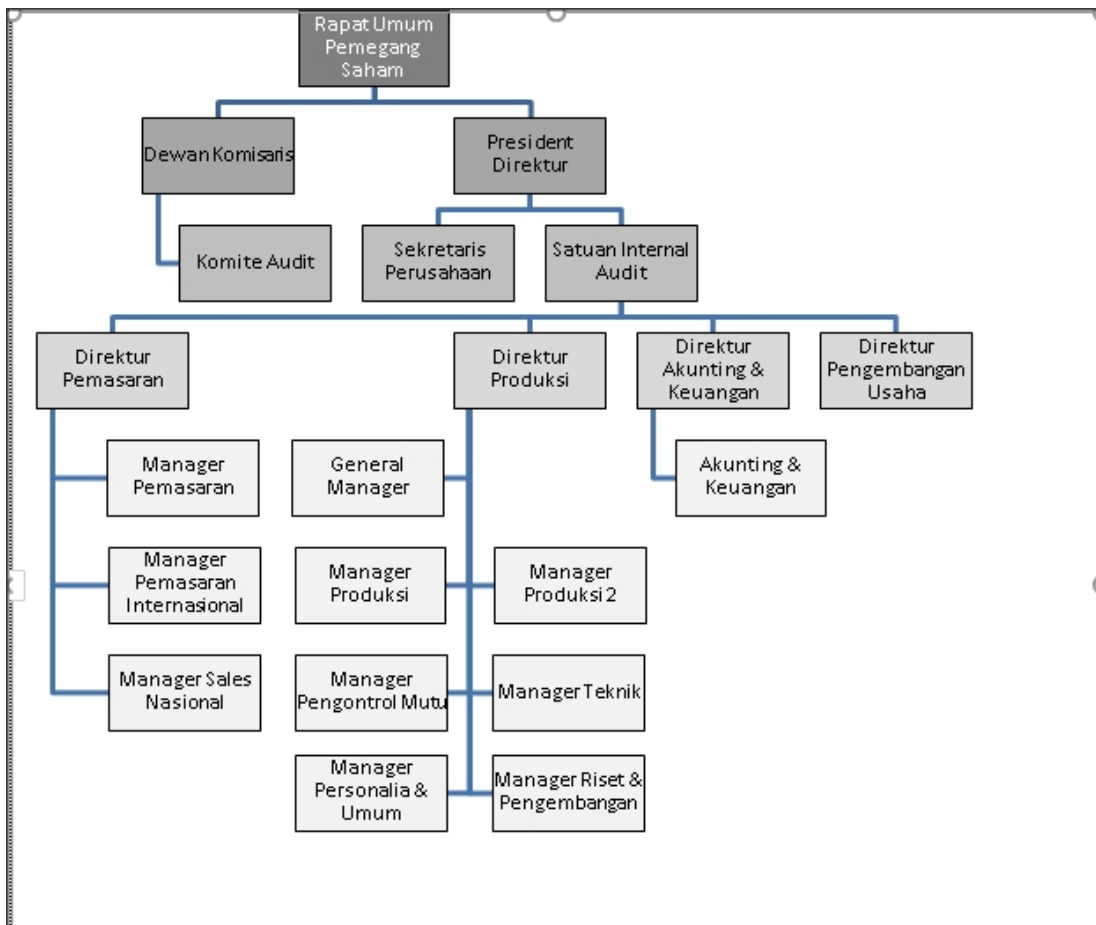 Rapat Umum
Pemegang
Saham
Dewan Komisaris
President
Direktur
Komite Audit
Sekretaris
Perusahaan
Satuan Internal
Audit
Direktur
Pemasaran
Direktur
Produksi
Direktur
Akunting &
Keuangan
Direktur
Pengembangan
Usaha
Manager
Pemasaran
General
Manager
Akunting &
Keuangan
Manager
Pemasaran
Internasional
Manager
Produksi
Manager
Produksi 2
Manager Sales
Nasional
Manager
Pengontrol Mutu
Manager Teknik
Manager
Personalia &
Umum
Manager Riset &
Pengembangan